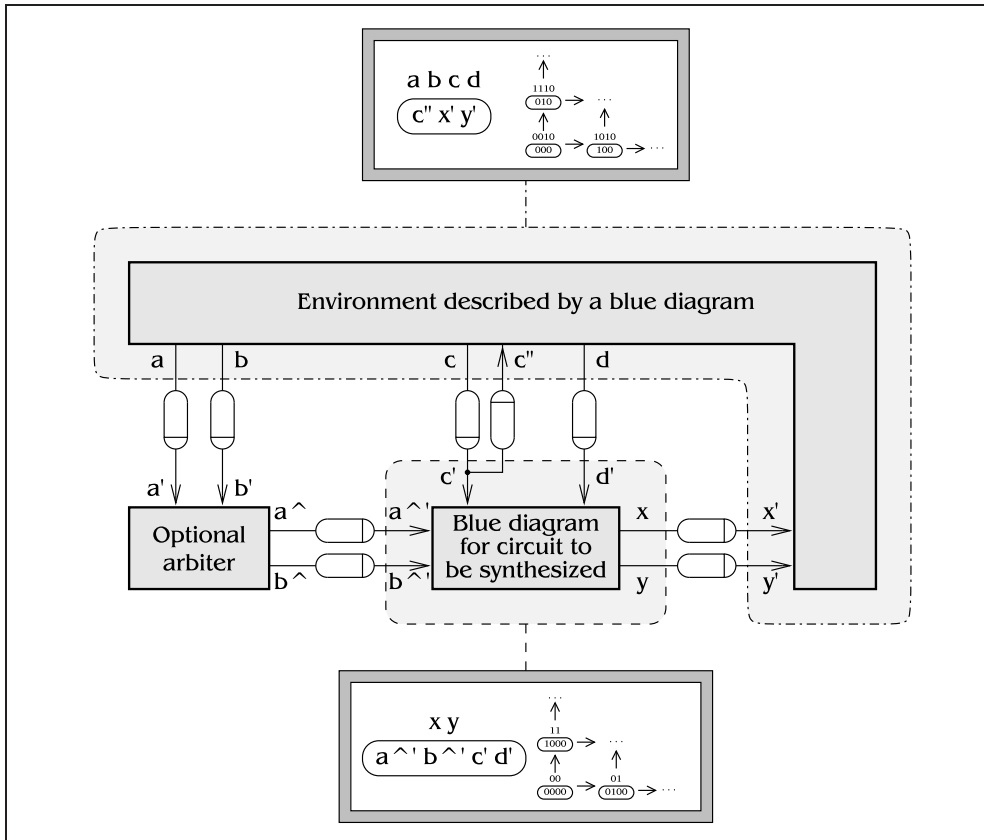 a b c d
c" x' y'
. . .
1110
010
. . .
0010
000
1010
100
. . .
Environment described by a blue diagram
a b c c" d
a' b' c' d'
Optional
arbiter
a^ a^'
b^ b^'
Blue diagram
for circuit to
be synthesized
x x'
y y'
x y
a^' b^' c' d'
. . .
11
1000
. . .
00
0000
01
0100
. . .